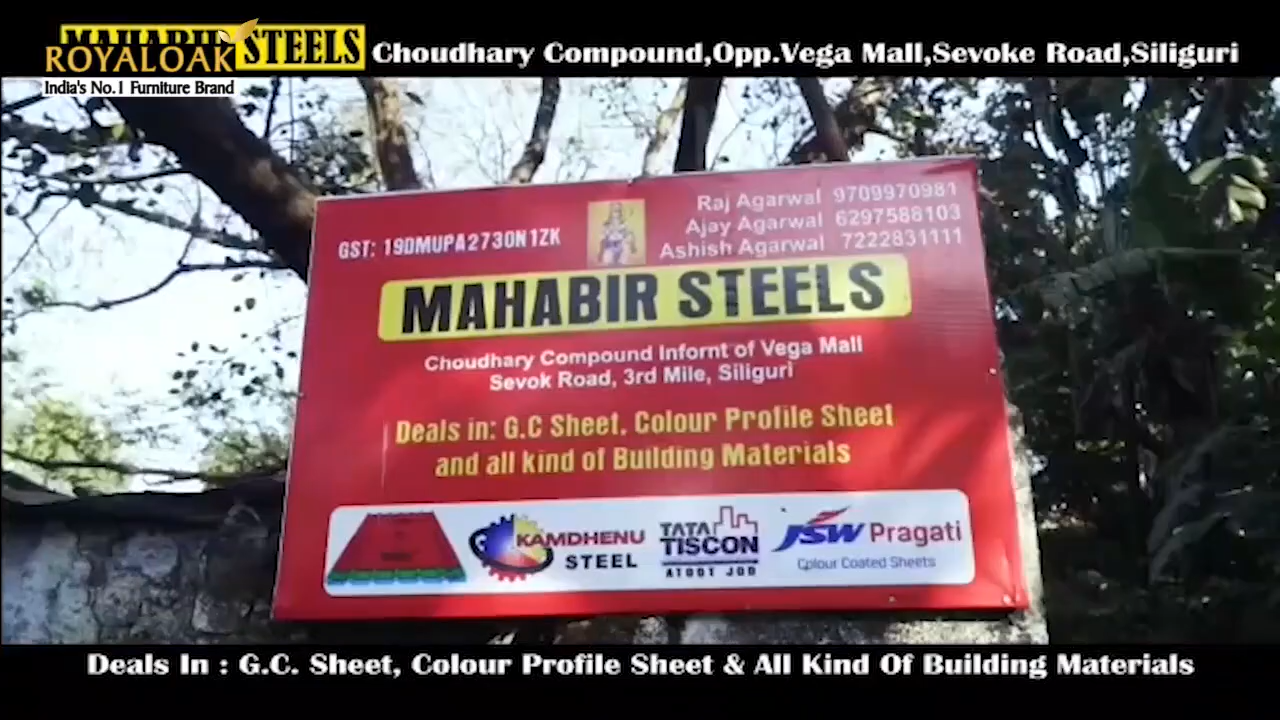 MAHABIR STEELS
ROYALOAK
India's No.1 Furniture Brand
Choudhary Compound,Opp.Vega Mall,Sevoke Road,Siliguri
Raj Agarwal 9709970981
Ajay Agarwal 6297588103
Ashish Agarwal 7222831111
GST: 19DMUPA2730N1ZK
MAHABIR STEELS
Choudhary Compound Infornt of Vega Mall
Sevok Road, 3rd Mile, Siliguri
Deals in: G.C Sheet. Colour Profile Sheet
and all kind of Building Materials
KAMDHENU
STEEL
TATA
TISCON
JSW Pragati
Colour Coated Sheets
Deals In : G.C. Sheet, Colour Profile Sheet & All Kind Of Building Materials